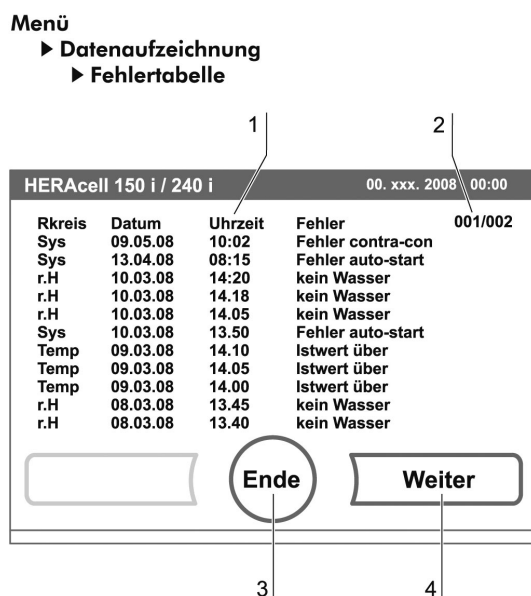 Menü
▶ Datenaufzeichnung
▶ Fehlertabelle
1 2
HERAcell 150 i / 240 i 00. xxx. 2008 00:00
Rkreis Datum Uhrzeit Fehler 001/002
Sys 09.05.08 10:02 Fehler contra-con
Sys 13.04.08 08:15 Fehler auto-start
r.H 10.03.08 14:20 kein Wasser
r.H 10.03.08 14.18 kein Wasser
r.H 10.03.08 14.05 kein Wasser
Sys 10.03.08 13.50 Fehler auto-start
Temp 09.03.08 14.10 Istwert über
Temp 09.03.08 14.05 Istwert über
Temp 09.03.08 14.00 Istwert über
r.H 08.03.08 13.45 kein Wasser
r.H 08.03.08 13.40 kein Wasser
Ende Weiter
3 4